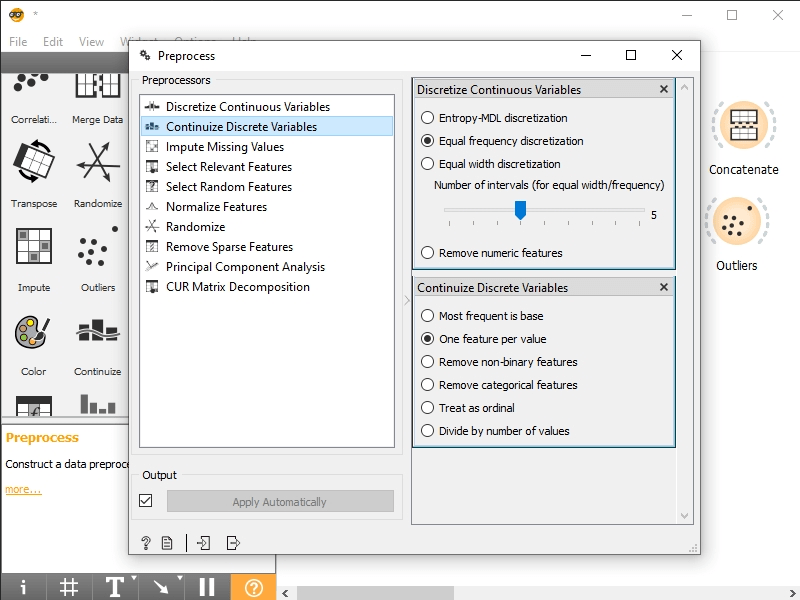 *
File Edit View Widget Options Help
Preprocess
Preprocessors
Discretize Continuous Variables
Continuize Discrete Variables
Impute Missing Values
Select Relevant Features
Select Random Features
Normalize Features
Randomize
Remove Sparse Features
Principal Component Analysis
CUR Matrix Decomposition
Output
Apply Automatically
Discretize Continuous Variables
Entropy-MDL discretization
Equal frequency discretization
Equal width discretization
Number of intervals (for equal width/frequency)
5
Remove numeric features
Continuize Discrete Variables
Most frequent is base
One feature per value
Remove non-binary features
Remove categorical features
Treat as ordinal
Divide by number of values
Correlati...
Merge Data
Transpose
Randomize
Impute
Outliers
Color
Continuize
Preprocess
Construct a data preproce
more...
Concatenate
Outliers